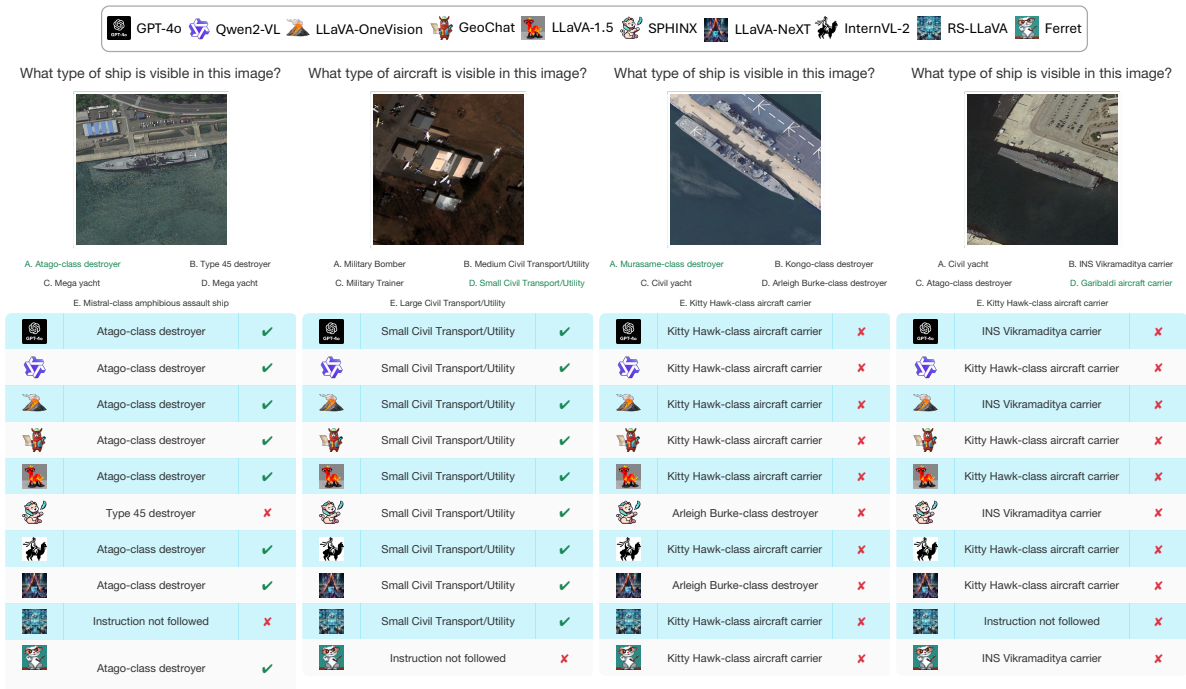 GPT-4o Qwen2-VL LLaVA-OneVision GeoChat LLaVA-1.5 SPHINX LLaVA-NeXT InternVL-2 RS-LLaVA Ferret
What type of ship is visible in this image?
A. Atago-class destroyer B. Type 45 destroyer
C. Mega yacht D. Mega yacht
E. Mistral-class amphibious assault ship
GPT-4o Atago-class destroyer ✔
Atago-class destroyer ✔
Atago-class destroyer ✔
Atago-class destroyer ✔
Atago-class destroyer ✔
Type 45 destroyer ✘
Atago-class destroyer ✔
Atago-class destroyer ✔
Instruction not followed ✘
Atago-class destroyer ✔
What type of aircraft is visible in this image?
A. Military Bomber B. Medium Civil Transport/Utility
C. Military Trainer D. Small Civil Transport/Utility
E. Large Civil Transport/Utility
GPT-4o Small Civil Transport/Utility ✔
Small Civil Transport/Utility ✔
Small Civil Transport/Utility ✔
Small Civil Transport/Utility ✔
Small Civil Transport/Utility ✔
Small Civil Transport/Utility ✔
Small Civil Transport/Utility ✔
Small Civil Transport/Utility ✔
Small Civil Transport/Utility ✔
Instruction not followed ✘
What type of ship is visible in this image?
A. Murasame-class destroyer B. Kongo-class destroyer
C. Civil yacht D. Arleigh Burke-class destroyer
E. Kitty Hawk-class aircraft carrier
GPT-4o Kitty Hawk-class aircraft carrier ✘
Kitty Hawk-class aircraft carrier ✘
Kitty Hawk-class aircraft carrier ✘
Kitty Hawk-class aircraft carrier ✘
Kitty Hawk-class aircraft carrier ✘
Arleigh Burke-class destroyer ✘
Kitty Hawk-class aircraft carrier ✘
Arleigh Burke-class destroyer ✘
Kitty Hawk-class aircraft carrier ✘
Kitty Hawk-class aircraft carrier ✘
What type of ship is visible in this image?
A. Civil yacht B. INS Vikramaditya carrier
C. Atago-class destroyer D. Garibaldi aircraft carrier
E. Kitty Hawk-class aircraft carrier
GPT-4o INS Vikramaditya carrier ✘
Kitty Hawk-class aircraft carrier ✘
INS Vikramaditya carrier ✘
Kitty Hawk-class aircraft carrier ✘
Kitty Hawk-class aircraft carrier ✘
INS Vikramaditya carrier ✘
Kitty Hawk-class aircraft carrier ✘
Kitty Hawk-class aircraft carrier ✘
Instruction not followed ✘
INS Vikramaditya carrier ✘